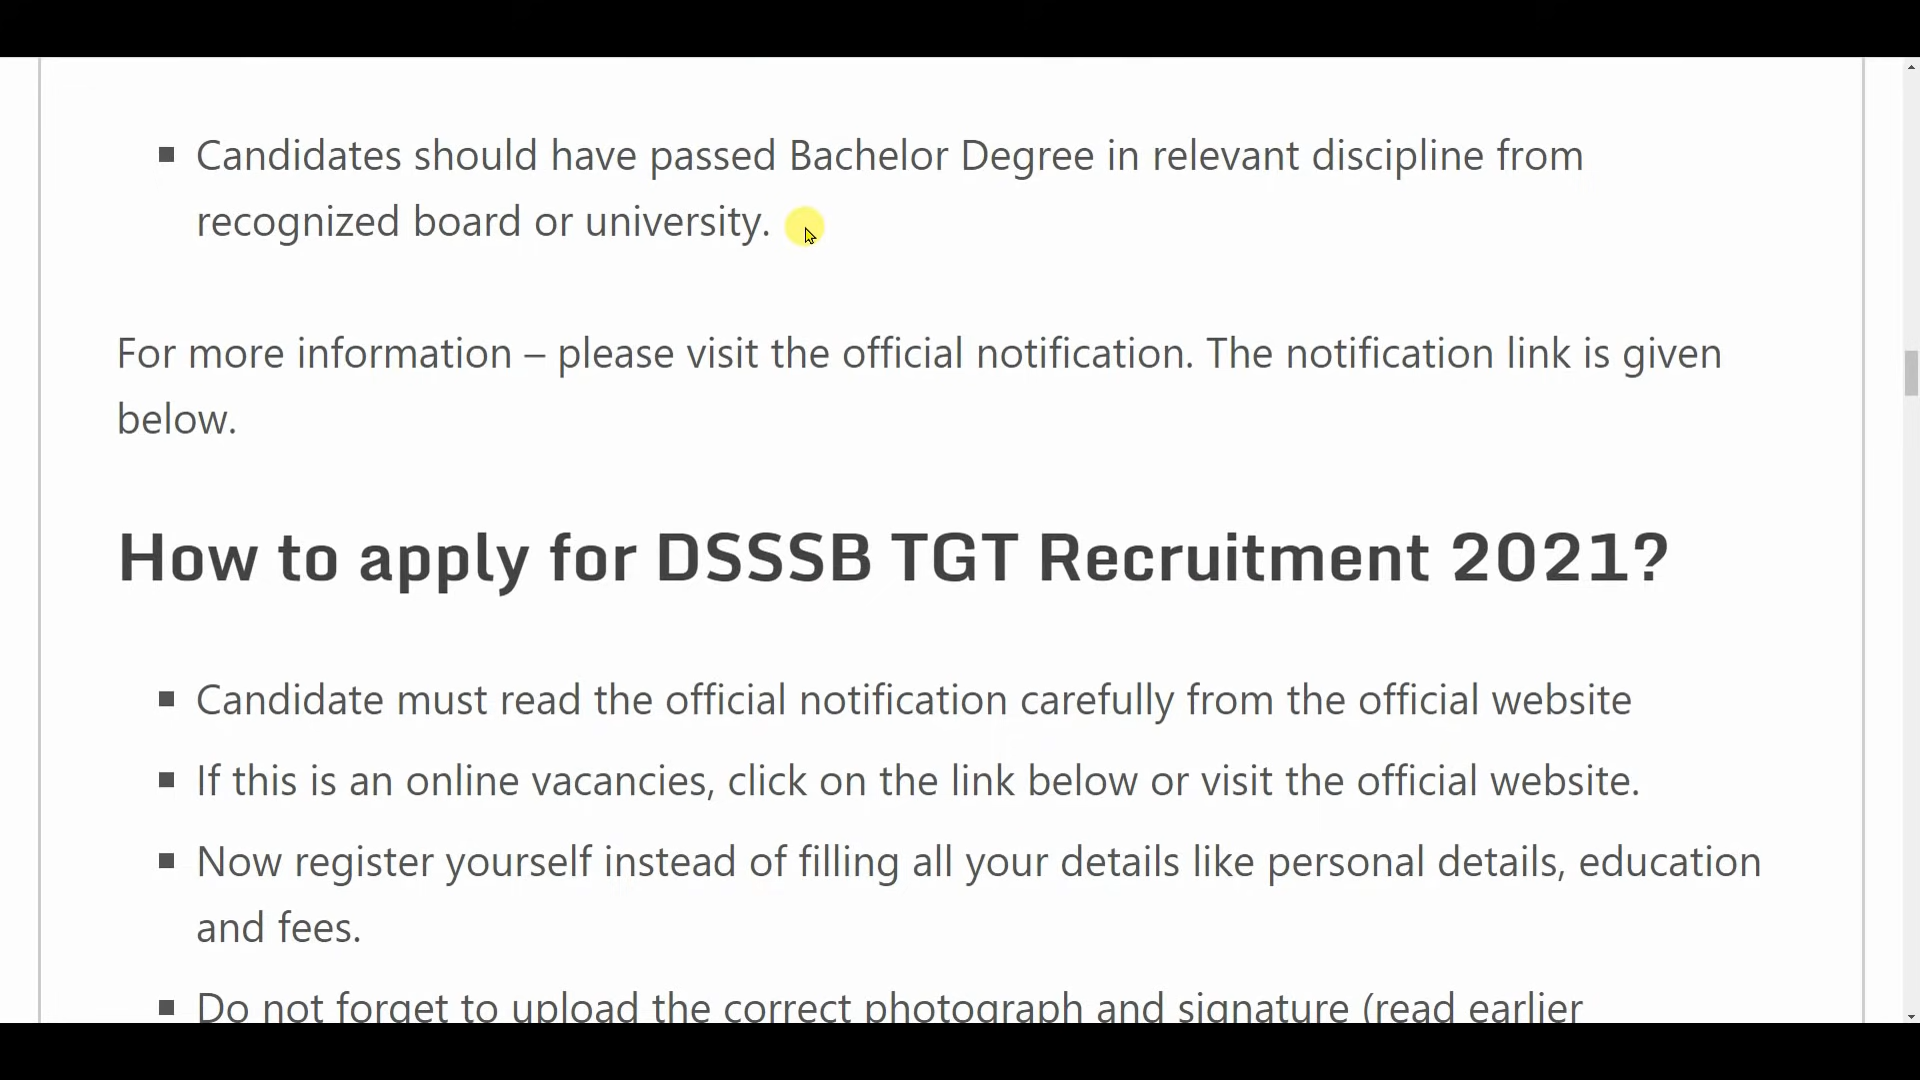 Candidates should have passed Bachelor Degree in relevant discipline from
recognized board or university.
For more information – please visit the official notification. The notification link is given
below.
How to apply for DSSSB TGT Recruitment 2021?
Candidate must read the official notification carefully from the official website
If this is an online vacancies, click on the link below or visit the official website.
Now register yourself instead of filling all your details like personal details, education
and fees.
Do not forget to upload the correct photograph and signature (read earlier